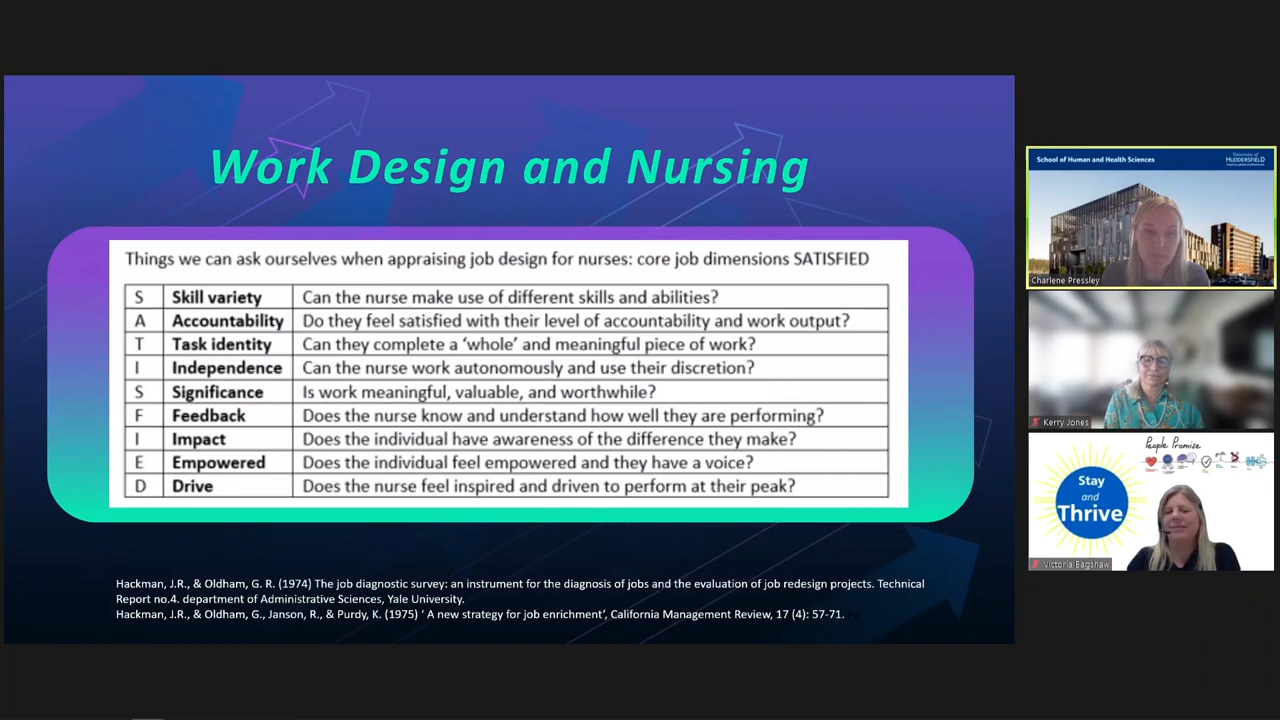 Work Design and Nursing
Things we can ask ourselves when appraising job design for nurses: core job dimensions SATISFIED
S Skill variety Can the nurse make use of different skills and abilities?
A Accountability Do they feel satisfied with their level of accountability and work output?
T Task identity Can they complete a ‘whole’ and meaningful piece of work?
I Independence Can the nurse work autonomously and use their discretion?
S Significance Is work meaningful, valuable, and worthwhile?
F Feedback Does the nurse know and understand how well they are performing?
I Impact Does the individual have awareness of the difference they make?
E Empowered Does the individual feel empowered and they have a voice?
D Drive Does the nurse feel inspired and driven to perform at their peak?
Hackman, J.R., & Oldham, G. R. (1974) The job diagnostic survey: an instrument for the diagnosis of jobs and the evaluation of job redesign projects. Technical
Report no.4. department of Administrative Sciences, Yale University.
Hackman, J.R., & Oldham, G., Janson, R., & Purdy, K. (1975) ‘ A new strategy for job enrichment’, California Management Review, 17 (4): 57-71.
School of Human and Health Sciences
University of
HUDDERSFIELD
Charlene Pressley
Kerry Jones
People Promise
Stay
and
Thrive
Victoria Bagshaw